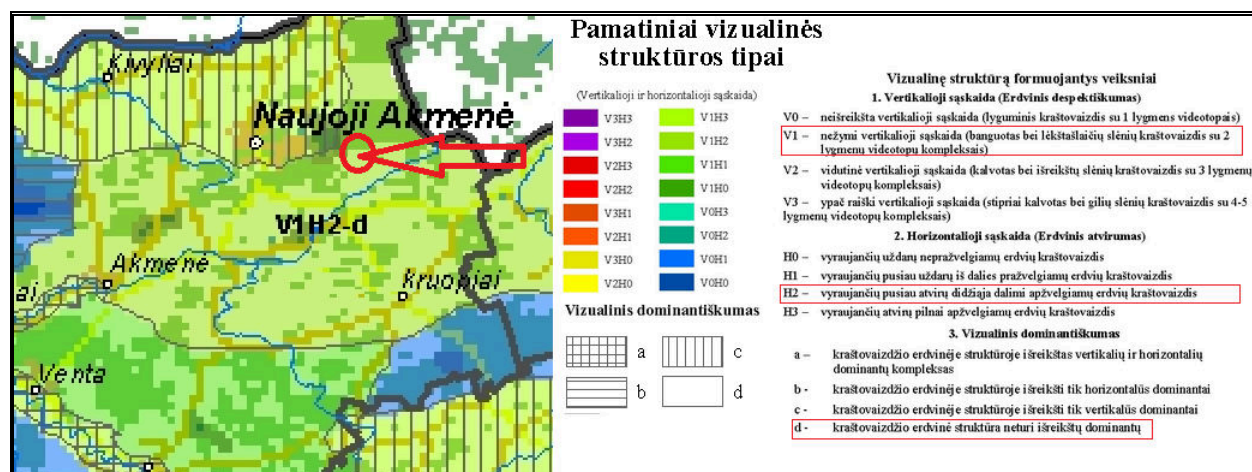 Kivyliai
Naujoji Akmenė
V1H2-d
Akmenė
Kruopiai
ai
Venta
Pamatiniai vizualinės
struktūros tipai
(Vertikalioji ir horizontalioji sąskaida)
V3H3 V1H3
V3H2 V1H2
V2H3 V1H1
V2H2 V1H0
V3H1 V0H3
V2H1 V0H2
V3H0 V0H1
V2H0 V0H0
Vizualinis dominantiškumas
a c
b d
Vizualinę struktūrą formuojantys veiksniai
1. Vertikalioji sąskaida (Erdvinis despektiškumas)
V0 – neišreikšta vertikalioji sąskaida (lyguminis kraštovaizdis su 1 lygmens videotopais)
V1 – nežymi vertikalioji sąskaida (banguotas bei lėkštašlaičių slėnių kraštovaizdis su 2
lygmenų videotopų kompleksais)
V2 – vidutinė vertikalioji sąskaida (kalvotas bei išreikštų slėnių kraštovaizdis su 3 lygmenų
videotopų kompleksais)
V3 – ypač raiški vertikalioji sąskaida (stipriai kalvotas bei gilių slėnių kraštovaizdis su 4-5
lygmenų videotopų kompleksais)
2. Horizontalioji sąskaida (Erdvinis atvirumas)
H0 – vyraujančių uždarų nepražvelgiamų erdvių kraštovaizdis
H1 – vyraujančių pusiau uždarų iš dalies pražvelgiamų erdvių kraštovaizdis
H2 – vyraujančių pusiau atvirų didžiąja dalimi apžvelgiamų erdvių kraštovaizdis
H3 – vyraujančių atvirų pilnai apžvelgiamų erdvių kraštovaizdis
3. Vizualinis dominantiškumas
a – kraštovaizdžio erdvinėje struktūroje išreikštas vertikalių ir horizontalių
dominantų kompleksas
b - kraštovaizdžio erdvinėje struktūroje išreikšti tik horizontalūs dominantai
c - kraštovaizdžio erdvinėje struktūroje išreikšti tik vertikalūs dominantai
d - kraštovaizdžio erdvinė struktūra neturi išreikštų dominantų